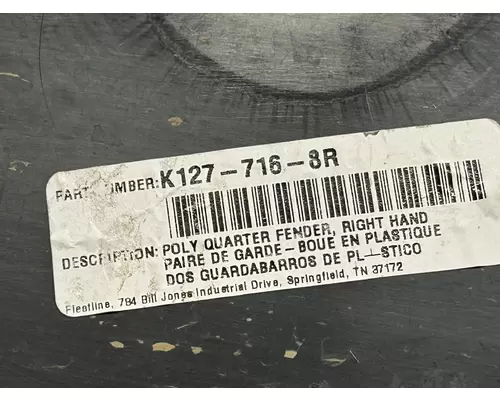 PART NUMBER: K127-716-8R
DESCRIPTION: POLY QUARTER FENDER, RIGHT HAND
PAIRE DE GARDE-BOUE EN PLASTIQUE
DOS GUARDABARROS DE PLASTICO
Fleetline, 784 Bill Jones Industrial Drive, Springfield, TN 37172